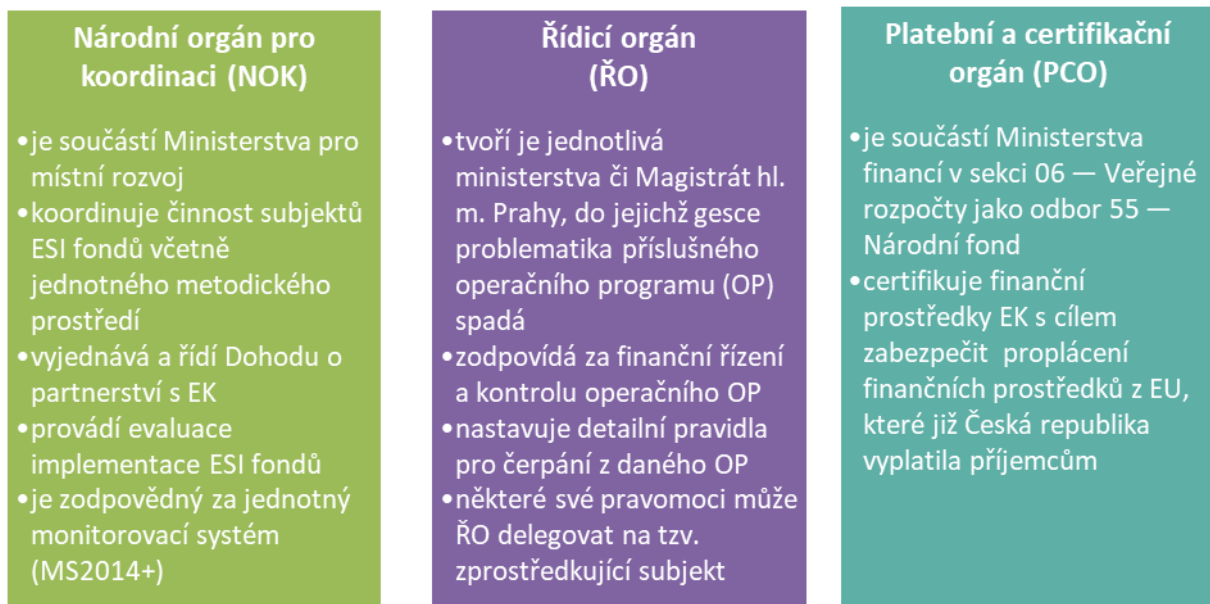 Národní orgán pro
koordinaci (NOK)
•je součástí Ministerstva pro
místní rozvoj
•koordinuje činnost subjektů
ESI fondů včetně
jednotného metodického
prostředí
•vyjednává a řídí Dohodu o
partnerství s EK
•provádí evaluace
implementace ESI fondů
•je zodpovědný za jednotný
monitorovací systém
(MS2014+)
Řídicí orgán
(ŘO)
•tvoří je jednotlivá
ministerstva či Magistrát hl.
m. Prahy, do jejichž gesce
problematika příslušného
operačního programu (OP)
spadá
•zodpovídá za finanční řízení
a kontrolu operačního OP
•nastavuje detailní pravidla
pro čerpání z daného OP
•některé své pravomoci může
ŘO delegovat na tzv.
zprostředkující subjekt
Platební a certifikační
orgán (PCO)
•je součástí Ministerstva
financí v sekci 06 — Veřejné
rozpočty jako odbor 55 —
Národní fond
•certifikuje finanční
prostředky EK s cílem
zabezpečit  proplácení
finančních prostředků z EU,
které již Česká republika
vyplatila příjemcům